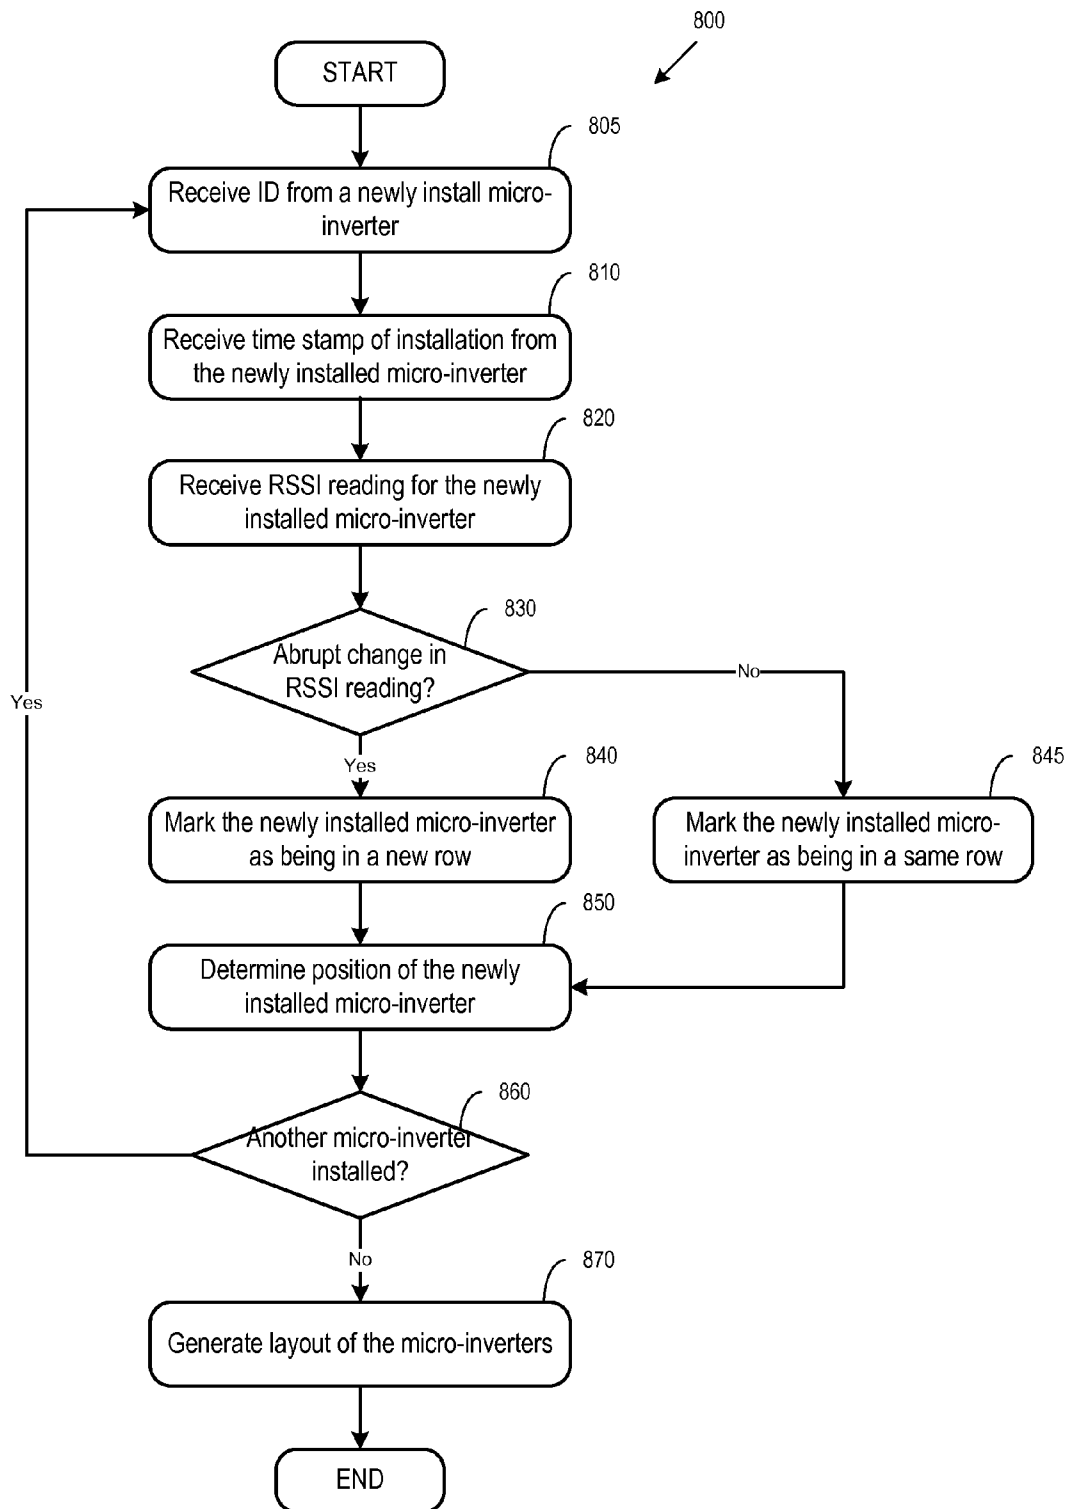 800
START
805
Receive ID from a newly install micro-
inverter
810
Receive time stamp of installation from
the newly installed micro-inverter
820
Receive RSSI reading for the newly
installed micro-inverter
830
Abrupt change in
RSSI reading?
No
Yes
Yes
840
Mark the newly installed micro-inverter
as being in a new row
845
Mark the newly installed micro-
inverter as being in a same row
850
Determine position of the newly
installed micro-inverter
860
Another micro-inverter
installed?
No
870
Generate layout of the micro-inverters
END